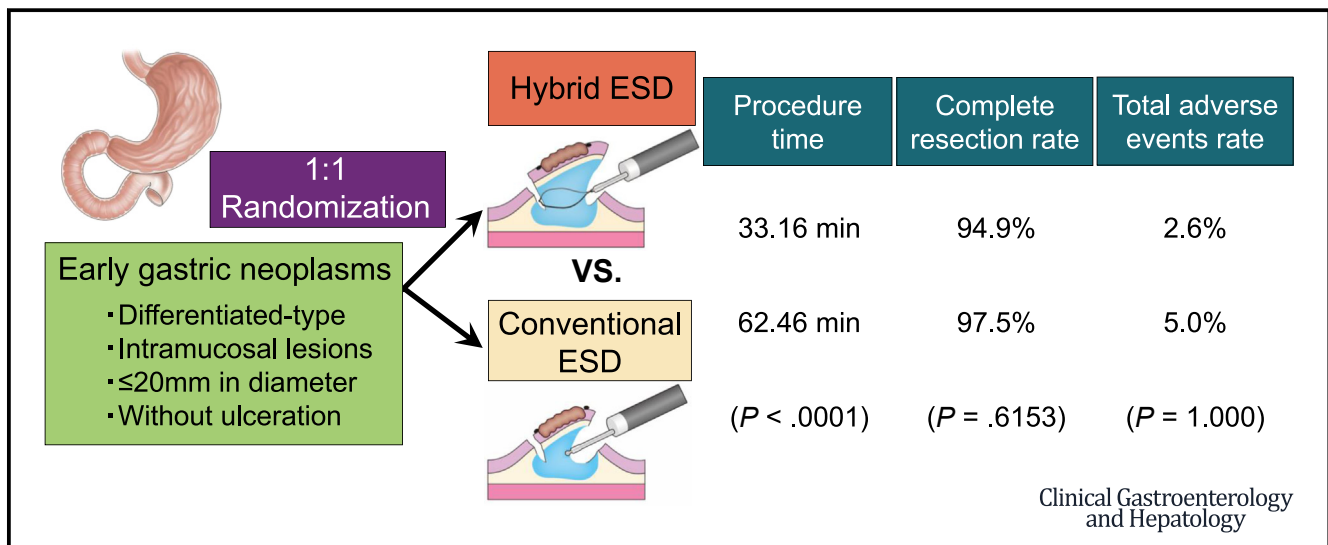 1:1
Randomization
Early gastric neoplasms
・Differentiated-type
・Intramucosal lesions
・≤20mm in diameter
・Without ulceration
Hybrid ESD
VS.
Conventional
ESD
Procedure
time
Complete
resection rate
Total adverse
events rate
33.16 min 94.9% 2.6%
62.46 min 97.5% 5.0%
(P < .0001) (P = .6153) (P = 1.000)
Clinical Gastroenterology
and Hepatology